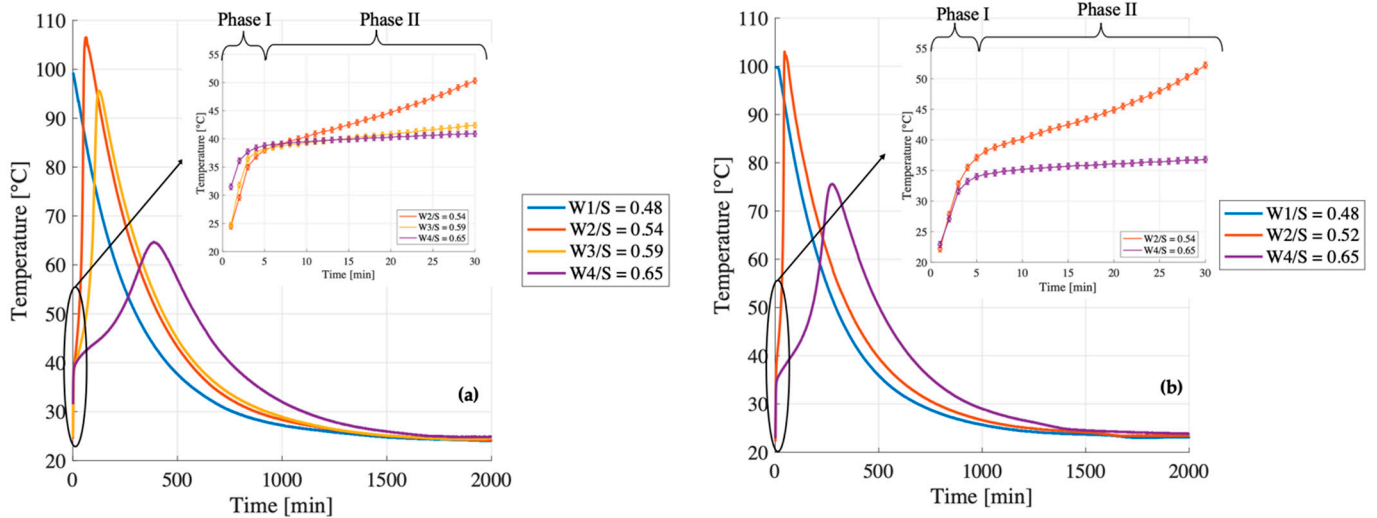 Phase I Phase II
110
100
90
80
70
60
50
40
30
20
Temperature [°C]
0 500 1000 1500 2000
Time [min]
55
50
45
40
35
30
25
20
Temperature [°C]
0 5 10 15 20 25 30
Time [min]
W2/S = 0.54
W3/S = 0.59
W4/S = 0.65
(a)
W1/S = 0.48
W2/S = 0.54
W3/S = 0.59
W4/S = 0.65
Phase I Phase II
110
100
90
80
70
60
50
40
30
20
Temperature [°C]
0 500 1000 1500 2000
Time [min]
55
50
45
40
35
30
25
20
Temperature [°C]
0 5 10 15 20 25 30
Time [min]
W2/S = 0.54
W4/S = 0.65
(b)
W1/S = 0.48
W2/S = 0.52
W4/S = 0.65